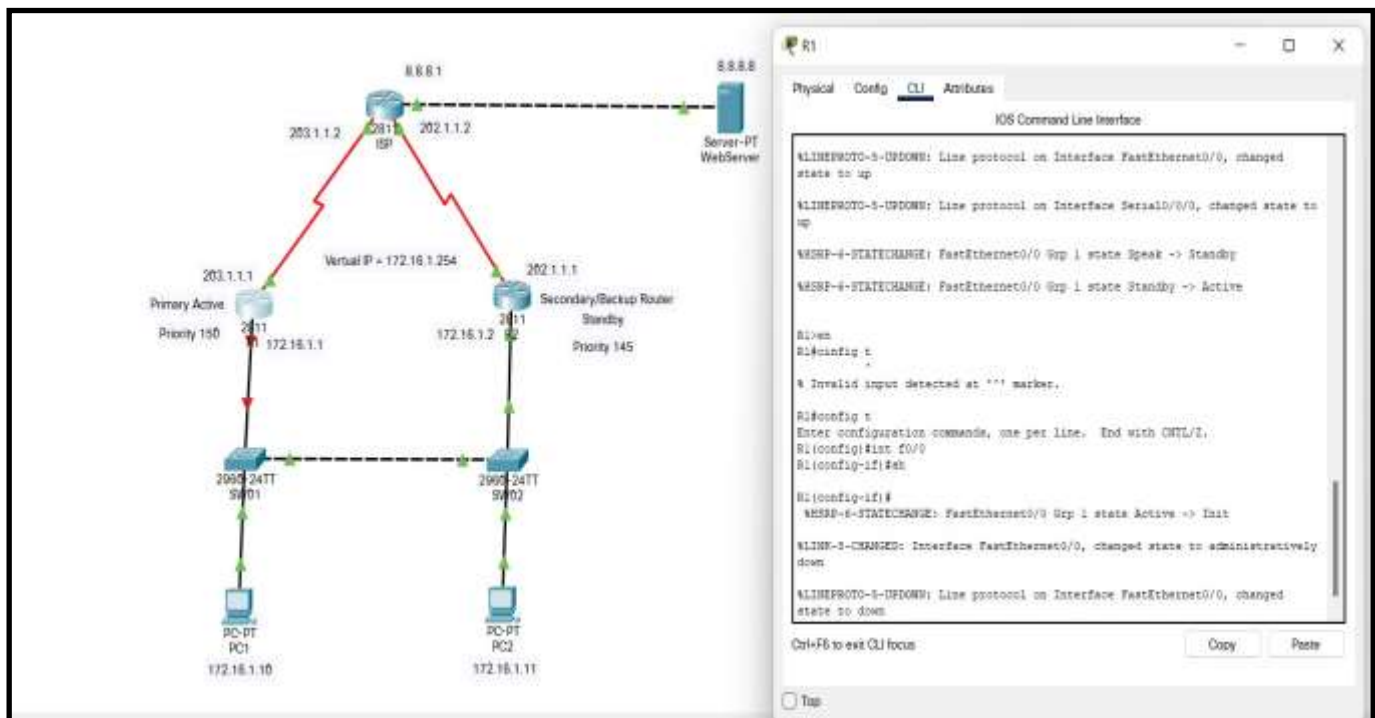 8.8.8.1
8.8.8.8
203.1.1.2
2811
202.1.1.2
ISP
Server-PT
WebServer
Vertual IP = 172.16.1.254
203.1.1.1
202.1.1.1
Primary Active
Secondary/Backup Router
Standby
Priority 150
2811
172.16.1.1
172.16.1.2
2811
R2
Priority 145
2960-24TT
SW01
2960-24TT
SW02
PC-PT
PC1
172.16.1.10
PC-PT
PC2
172.16.1.11
R1
Physical Config CLI Attributes
IOS Command Line Interface
%LINEPROTO-5-UPDOWN: Line protocol on Interface FastEthernet0/0, changed
state to up
%LINEPROTO-5-UPDOWN: Line protocol on Interface Serial0/0/0, changed state to
up
%HSRP-6-STATECHANGE: FastEthernet0/0 Grp 1 state Speak -> Standby
%HSRP-6-STATECHANGE: FastEthernet0/0 Grp 1 state Standby -> Active
R1>en
R1#cinfig t
^
% Invalid input detected at '^' marker.
R1#config t
Enter configuration commands, one per line. End with CNTL/Z.
R1(config)#int f0/0
R1(config-if)#sh
R1(config-if)#
%HSRP-6-STATECHANGE: FastEthernet0/0 Grp 1 state Active -> Init
%LINK-5-CHANGED: Interface FastEthernet0/0, changed state to administratively
down
%LINEPROTO-5-UPDOWN: Line protocol on Interface FastEthernet0/0, changed
state to down
Ctrl+F6 to exit CLI focus
Copy
Paste
Top